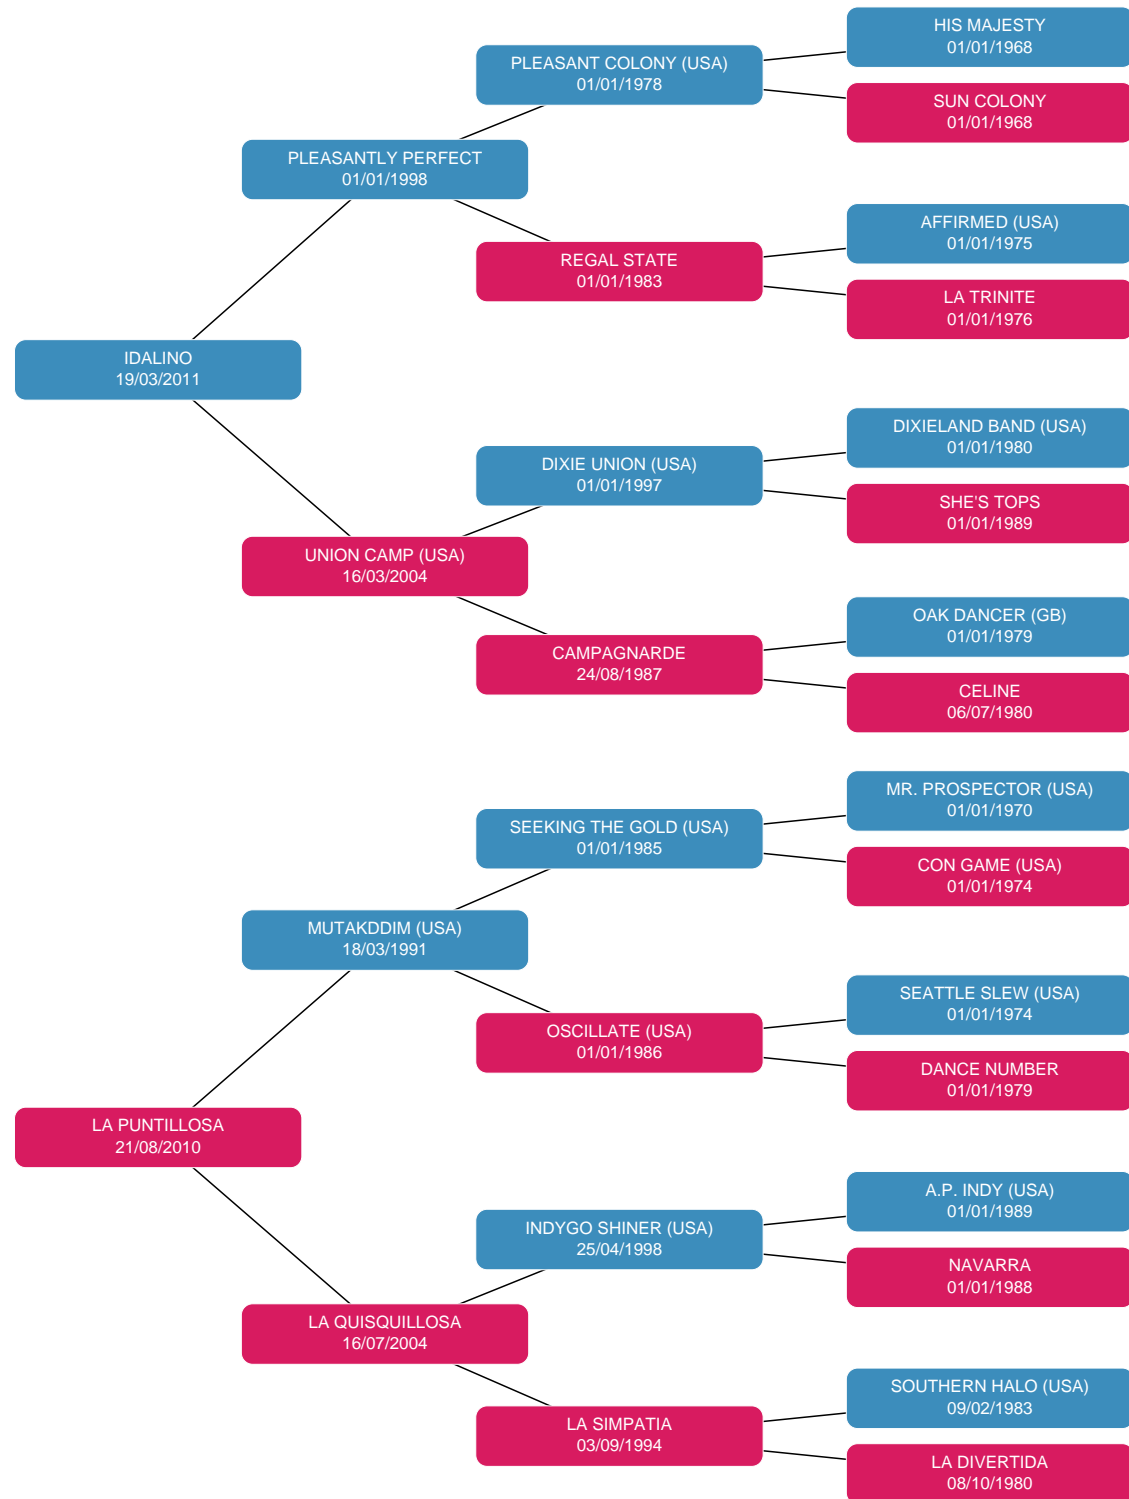 HIS MAJESTY
01/01/1968
PLEASANT COLONY (USA)
01/01/1978
SUN COLONY
01/01/1968
PLEASANTLY PERFECT
01/01/1998
AFFIRMED (USA)
01/01/1975
REGAL STATE
01/01/1983
LA TRINITE
01/01/1976
IDALINO
19/03/2011
DIXIELAND BAND (USA)
01/01/1980
DIXIE UNION (USA)
01/01/1997
SHE'S TOPS
01/01/1989
UNION CAMP (USA)
16/03/2004
OAK DANCER (GB)
01/01/1979
CAMPAGNARDE
24/08/1987
CELINE
06/07/1980
MR. PROSPECTOR (USA)
01/01/1970
SEEKING THE GOLD (USA)
01/01/1985
CON GAME (USA)
01/01/1974
MUTAKDDIM (USA)
18/03/1991
SEATTLE SLEW (USA)
01/01/1974
OSCILLATE (USA)
01/01/1986
DANCE NUMBER
01/01/1979
LA PUNTILLOSA
21/08/2010
A.P. INDY (USA)
01/01/1989
INDYGO SHINER (USA)
25/04/1998
NAVARRA
01/01/1988
LA QUISQUILLOSA
16/07/2004
SOUTHERN HALO (USA)
09/02/1983
LA SIMPATIA
03/09/1994
LA DIVERTIDA
08/10/1980